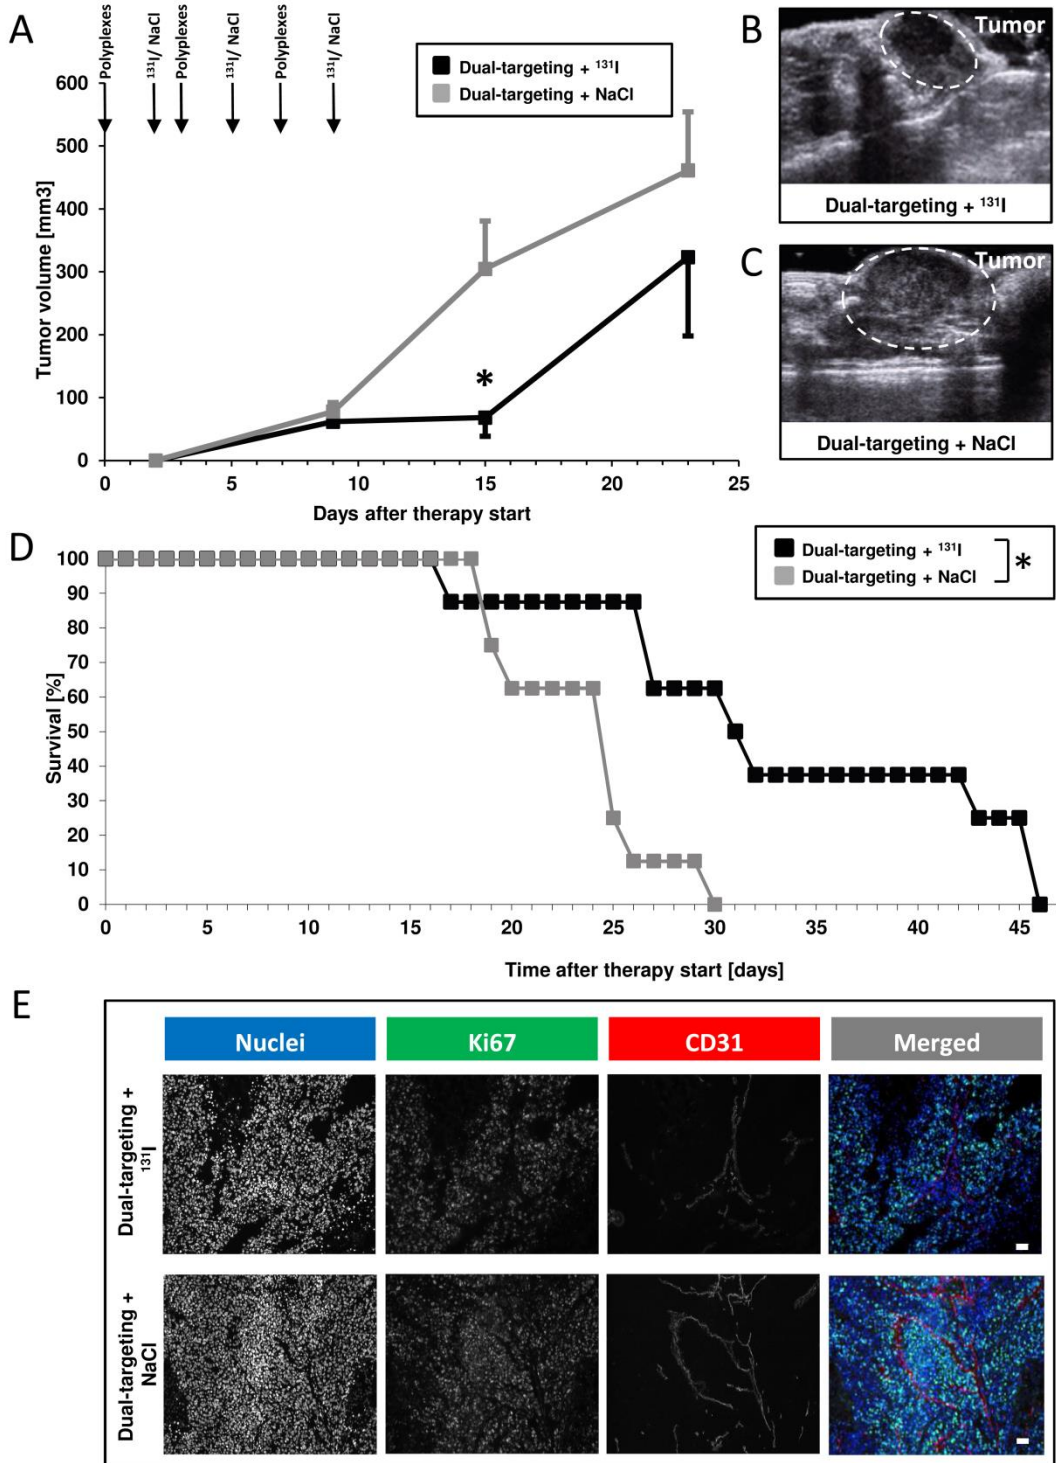 A
Polyplexes
¹³¹I/ NaCl
Polyplexes
¹³¹I/ NaCl
Polyplexes
¹³¹I/ NaCl
Dual-targeting + ¹³¹I
Dual-targeting + NaCl
600
500
400
300
200
100
0
Tumor volume [mm3]
*
0 5 10 15 20 25
Days after therapy start
B
Tumor
Dual-targeting + ¹³¹I
C
Tumor
Dual-targeting + NaCl
D
Dual-targeting + ¹³¹I
Dual-targeting + NaCl
*
100
90
80
70
60
50
40
30
20
10
0
Survival [%]
0 5 10 15 20 25 30 35 40 45
Time after therapy start [days]
E
Nuclei Ki67 CD31 Merged
Dual-targeting +
¹³¹I
Dual-targeting +
NaCl